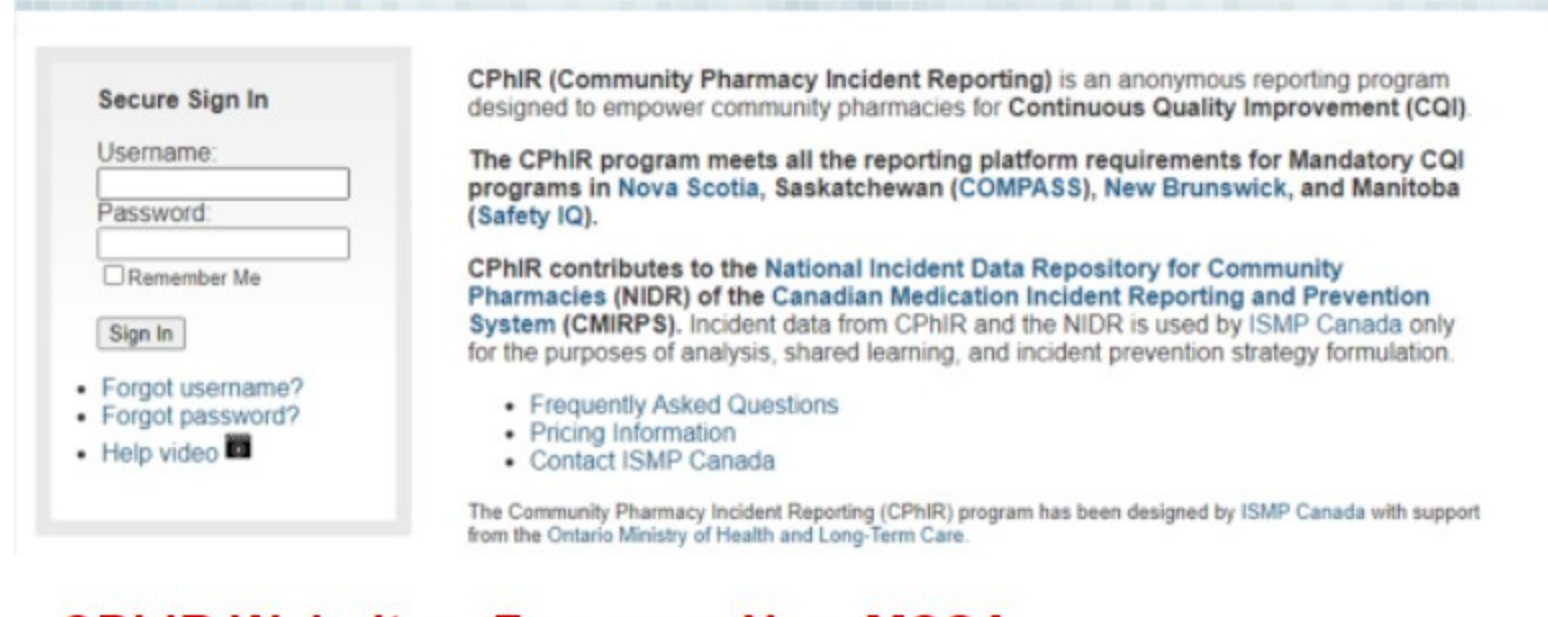 Secure Sign In
Username:
Password:
Remember Me
Sign In
• Forgot username?
• Forgot password?
• Help video
CPhIR (Community Pharmacy Incident Reporting) is an anonymous reporting program
designed to empower community pharmacies for Continuous Quality Improvement (CQI).
The CPhIR program meets all the reporting platform requirements for Mandatory CQI
programs in Nova Scotia, Saskatchewan (COMPASS), New Brunswick, and Manitoba
(Safety IQ).
CPhIR contributes to the National Incident Data Repository for Community
Pharmacies (NIDR) of the Canadian Medication Incident Reporting and Prevention
System (CMIRPS). Incident data from CPhIR and the NIDR is used by ISMP Canada only
for the purposes of analysis, shared learning, and incident prevention strategy formulation.
• Frequently Asked Questions
• Pricing Information
• Contact ISMP Canada
The Community Pharmacy Incident Reporting (CPhIR) program has been designed by ISMP Canada with support
from the Ontario Ministry of Health and Long-Term Care.